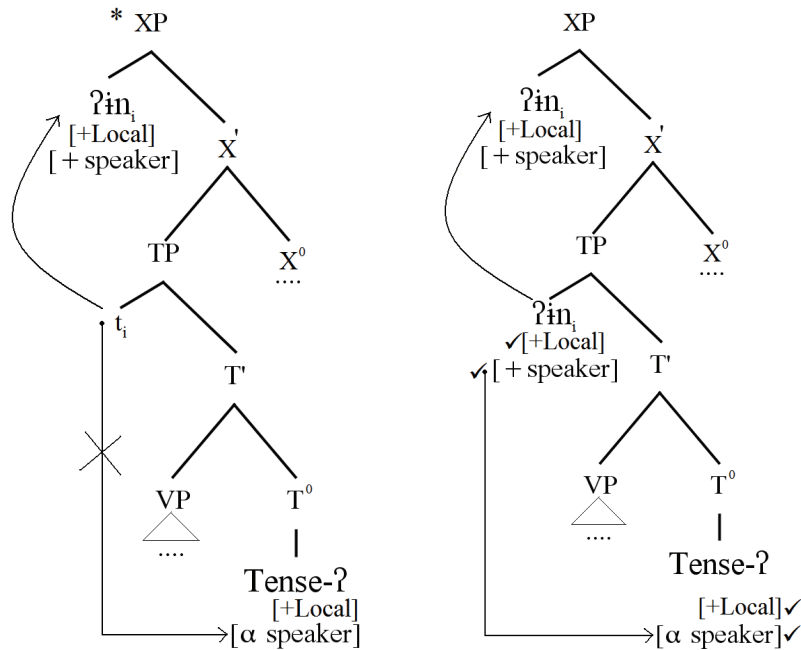 * XP
ʔɨnᵢ
[+Local]
[+ speaker]
X'
TP
X⁰
....
tᵢ
T'
VP
....
T⁰
Tense-ʔ
[+Local]
[α speaker]
XP
ʔɨnᵢ
[+Local]
[+ speaker]
X'
TP
X⁰
....
ʔɨnᵢ
✓[+Local]
✓[+ speaker]
T'
VP
....
T⁰
Tense-ʔ
[+Local]✓
[α speaker]✓